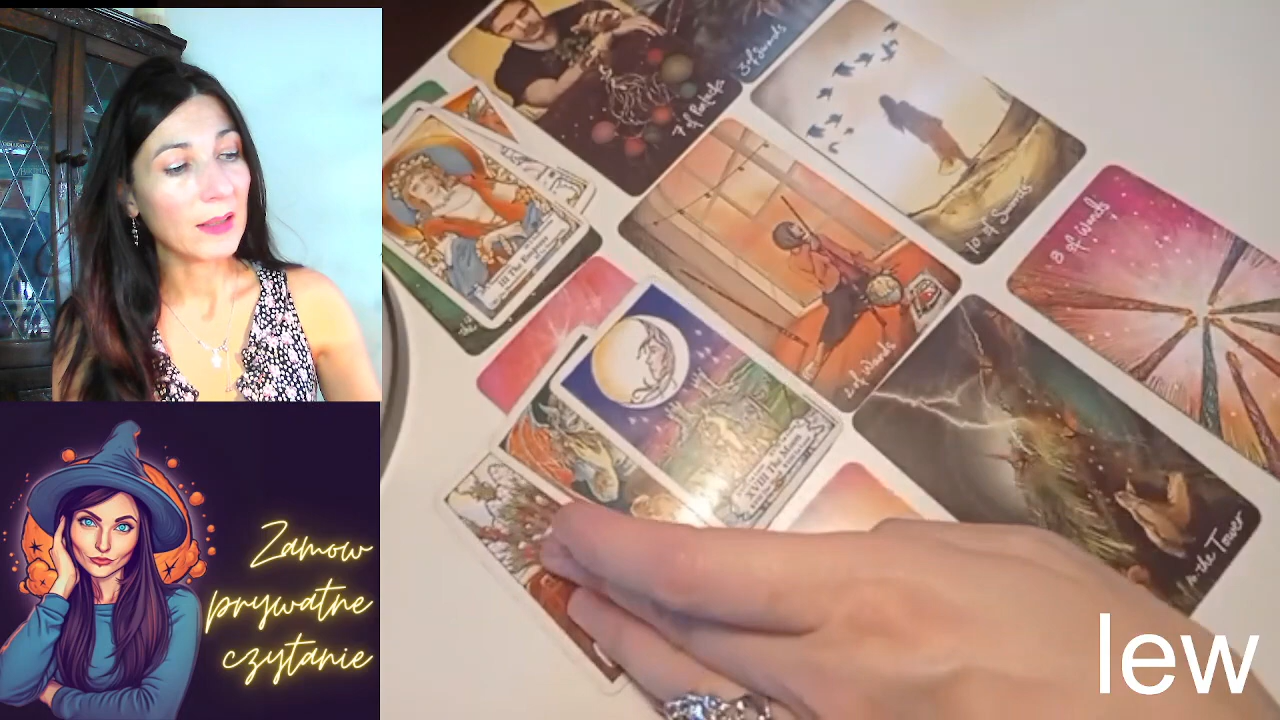 7 of Pentacles
3 of Swords
10 of Swords
8 of Wands
III The Empress
2 of Wands
XVIII The Moon
the Tower
Zamow
prywatne
czytanie
lew